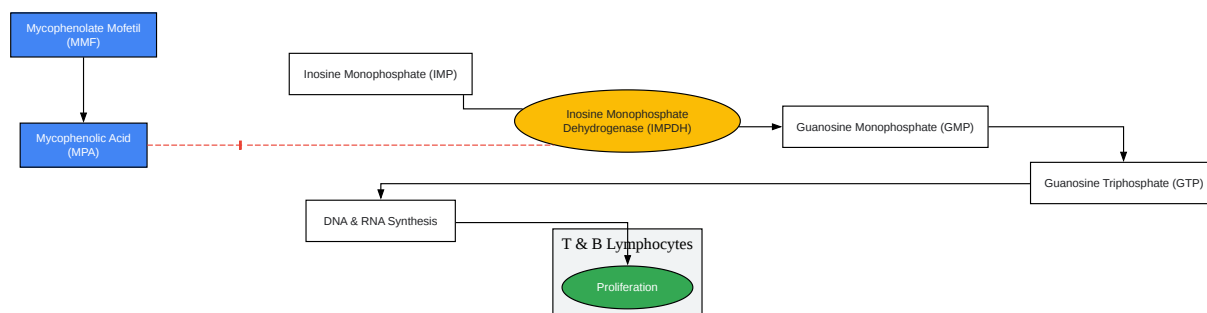 Mycophenolate Mofetil
(MMF)
Inosine Monophosphate (IMP)
Inosine Monophosphate
Dehydrogenase (IMPDH)
Guanosine Monophosphate (GMP)
Mycophenolic Acid
(MPA)
Guanosine Triphosphate (GTP)
DNA & RNA Synthesis
T & B Lymphocytes
Proliferation